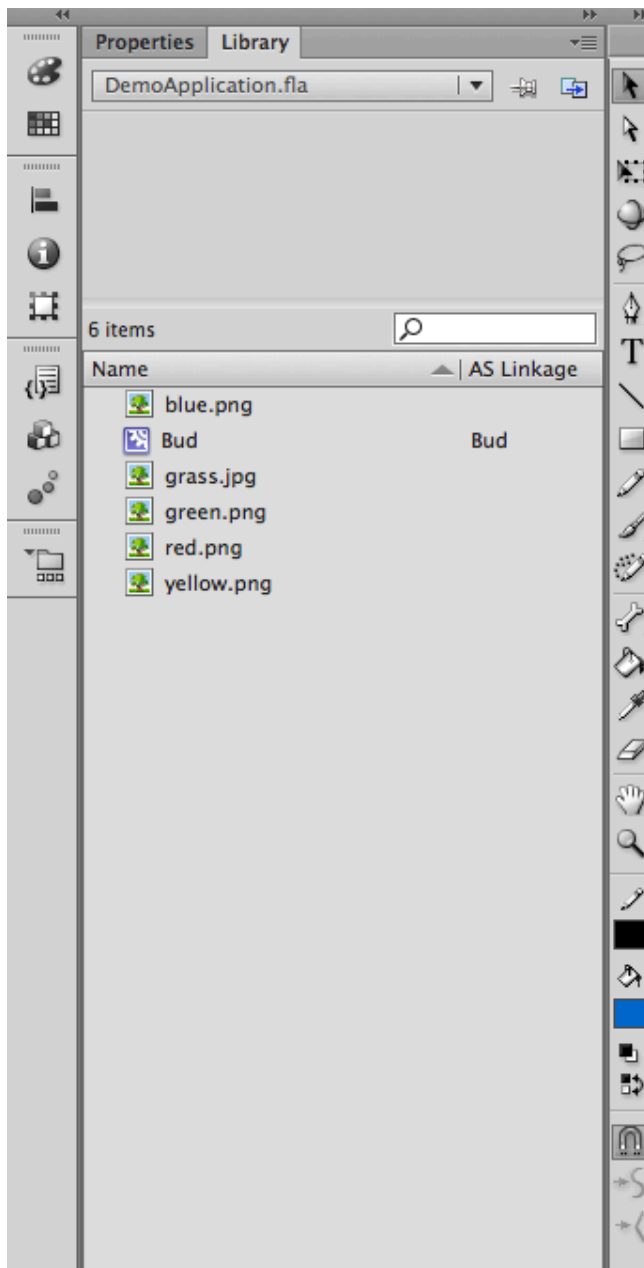 Properties Library
DemoApplication.fla
6 items
Name AS Linkage
blue.png
Bud Bud
grass.jpg
green.png
red.png
yellow.png